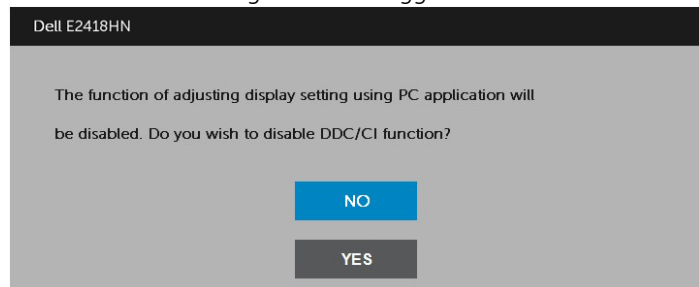 Dell E2418HN
The function of adjusting display setting using PC application will
be disabled. Do you wish to disable DDC/CI function?
NO
YES